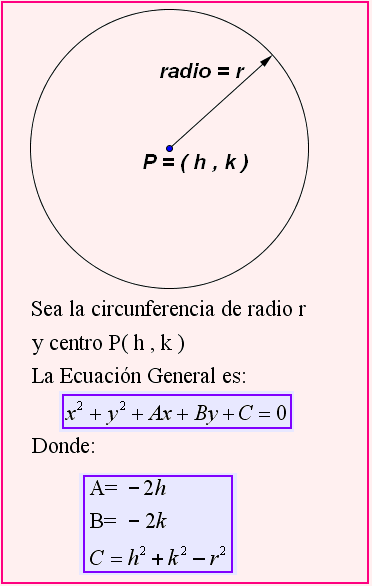 radio = r
P = ( h , k )
Sea la circunferencia de radio r
y centro P( h , k )
La Ecuación General es:
x² + y² + Ax + By + C = 0
Donde:
A= −2h
B= −2k
C = h² + k² − r²